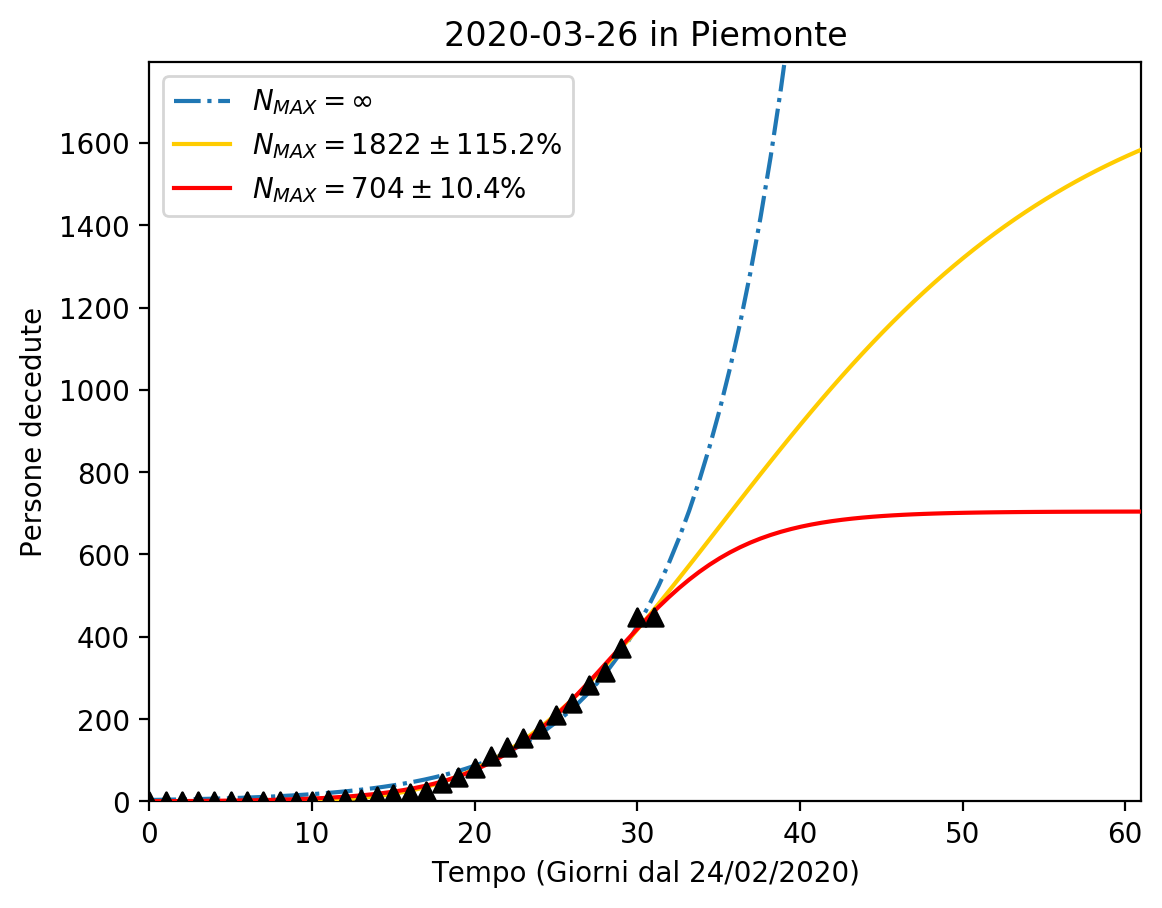 2020-03-26 in Piemonte
N_MAX = ∞
N_MAX = 1822 ± 115.2%
N_MAX = 704 ± 10.4%
Persone decedute
1600
1400
1200
1000
800
600
400
200
0
0 10 20 30 40 50 60
Tempo (Giorni dal 24/02/2020)